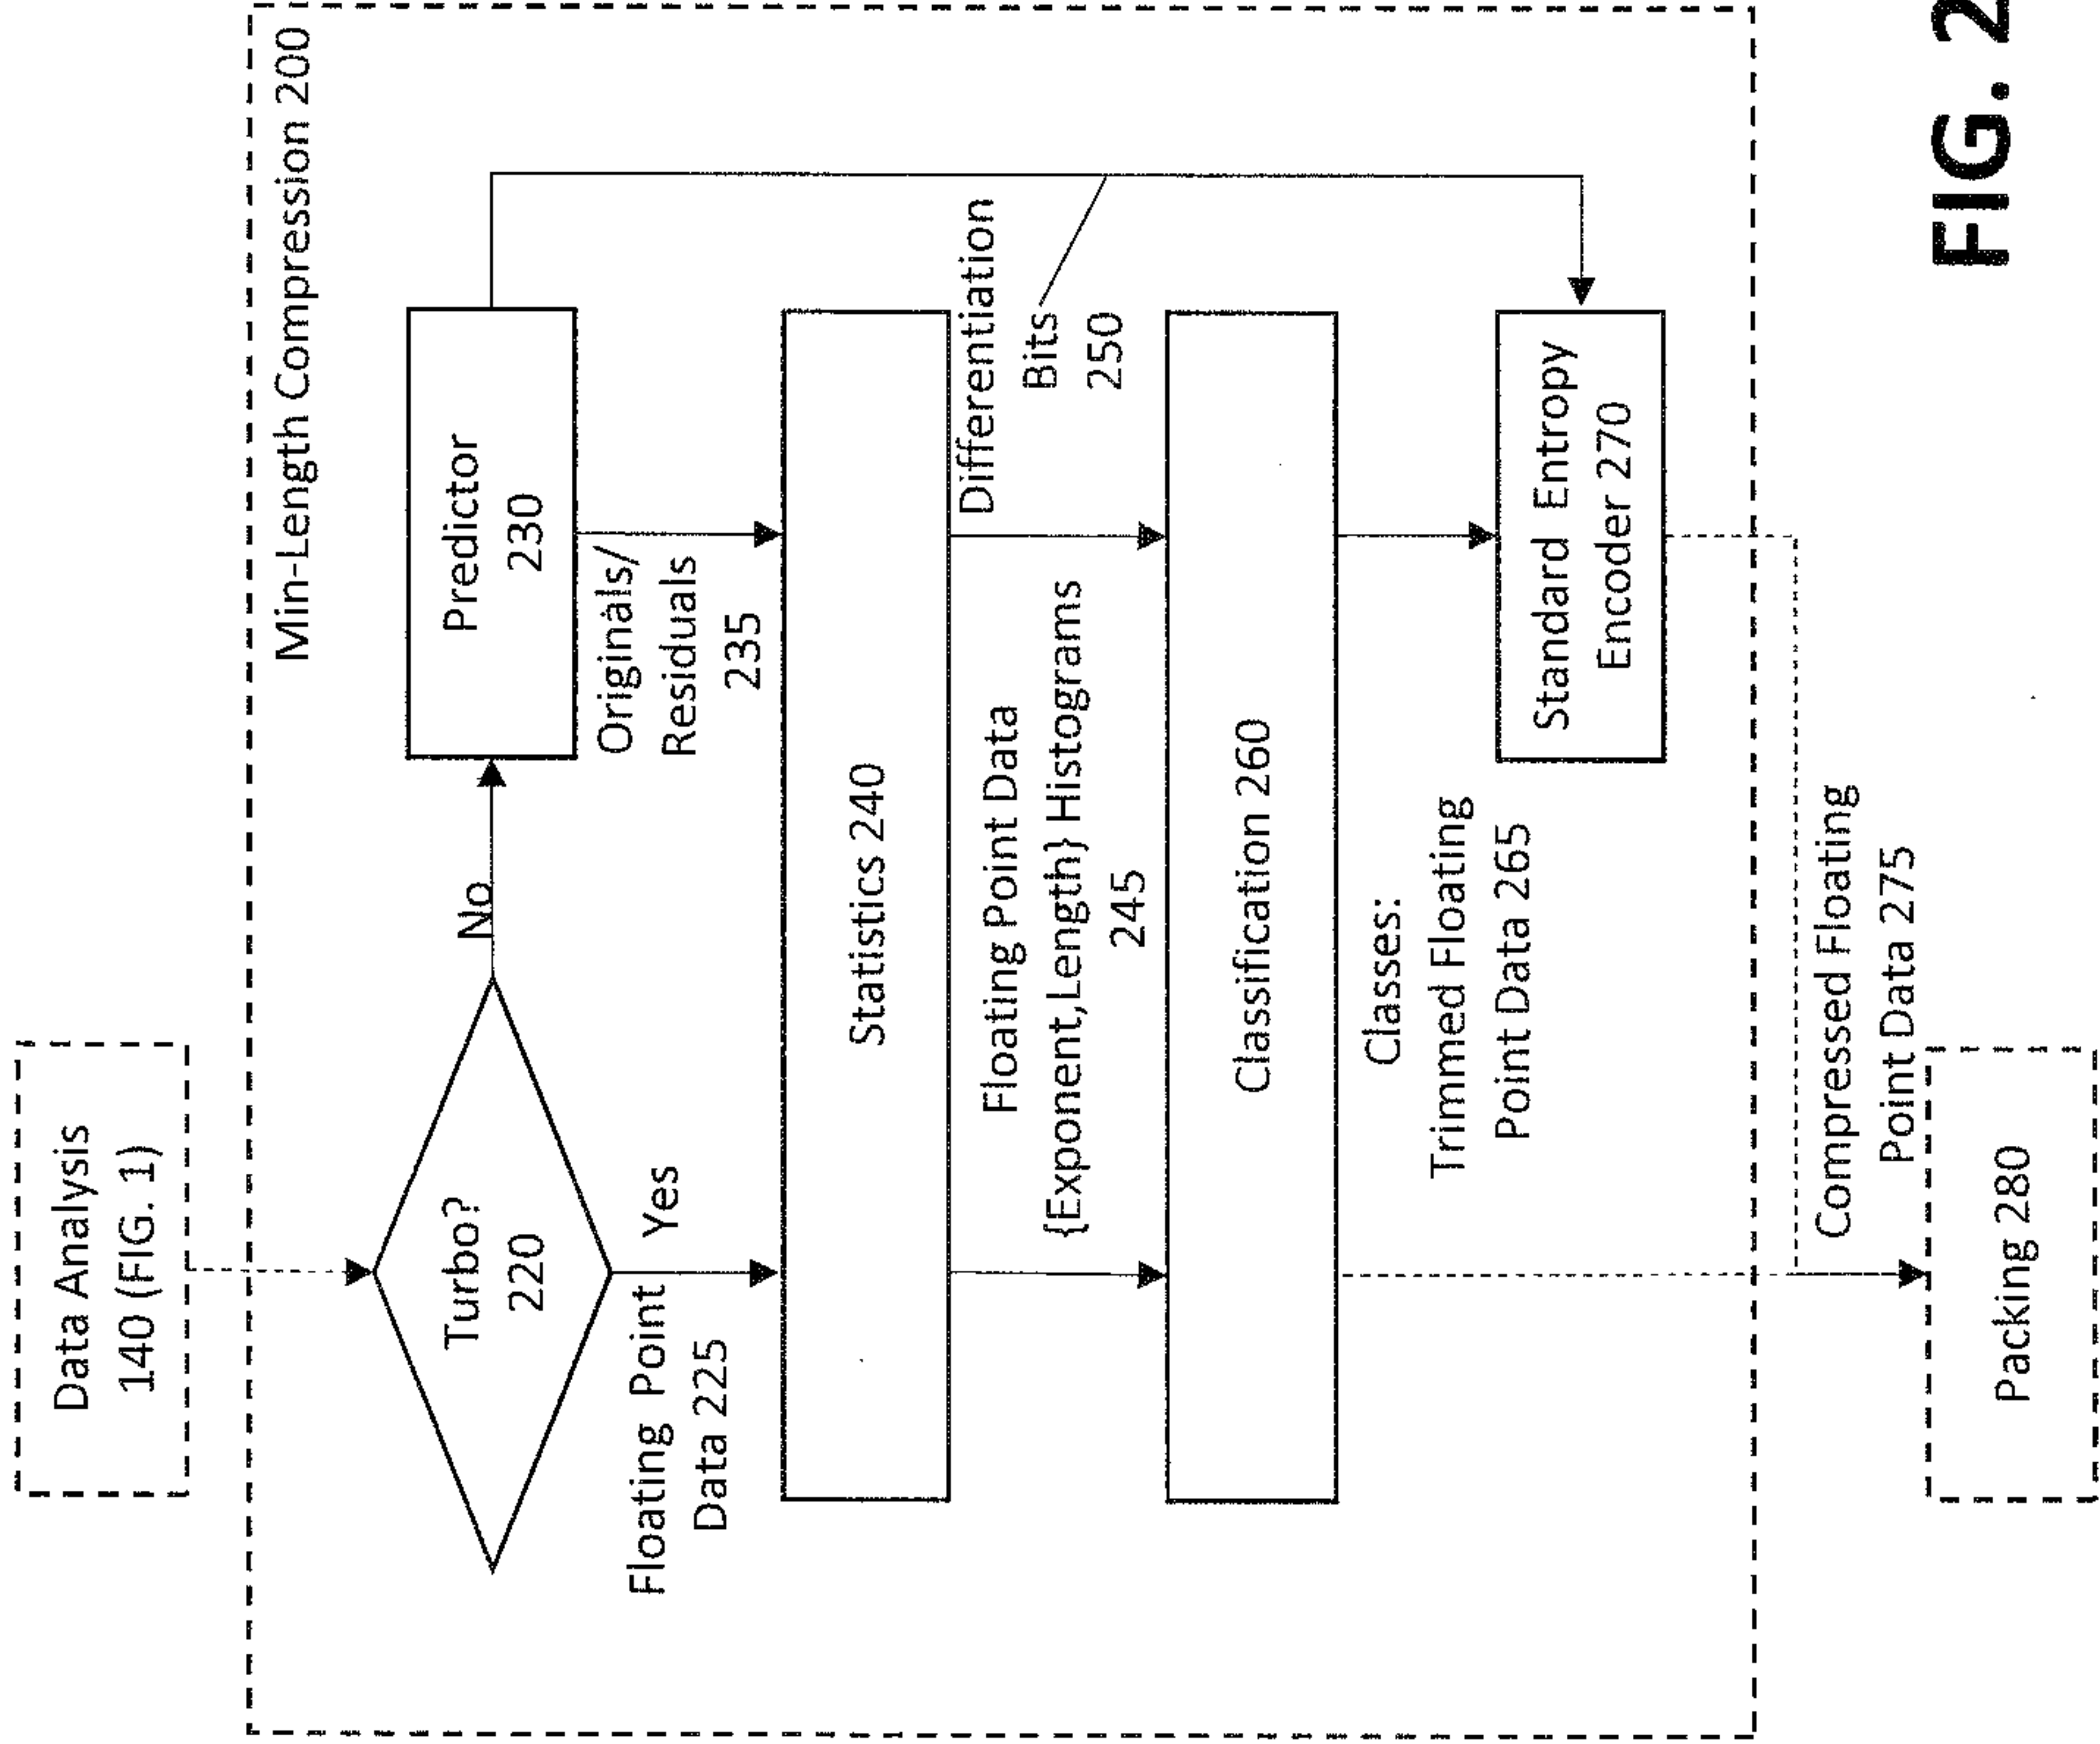 Data Analysis
140 (FIG. 1)
Min-Length Compression 200
Turbo?
220
No
Predictor
230
Yes
Floating Point
Data 225
Originals/
Residuals
235
Statistics 240
Floating Point Data
{Exponent,Length} Histograms
245
Differentiation
Bits
250
Classification 260
Classes:
Trimmed Floating
Point Data 265
Standard Entropy
Encoder 270
Compressed Floating
Point Data 275
Packing 280
FIG. 2